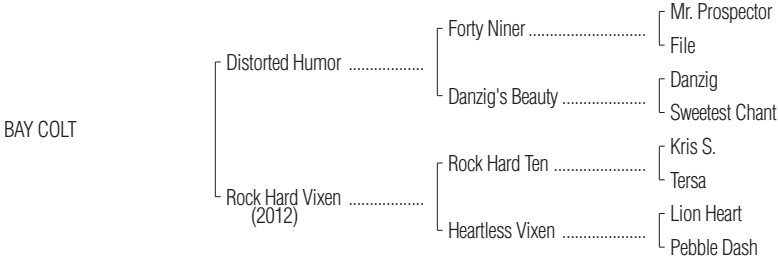 Mr. Prospector
Forty Niner ............................
File
Distorted Humor ..................
Danzig
Danzig's Beauty ....................
Sweetest Chant
BAY COLT
Kris S.
Rock Hard Ten ......................
Tersa
Rock Hard Vixen ..................
(2012)
Lion Heart
Heartless Vixen ....................
Pebble Dash